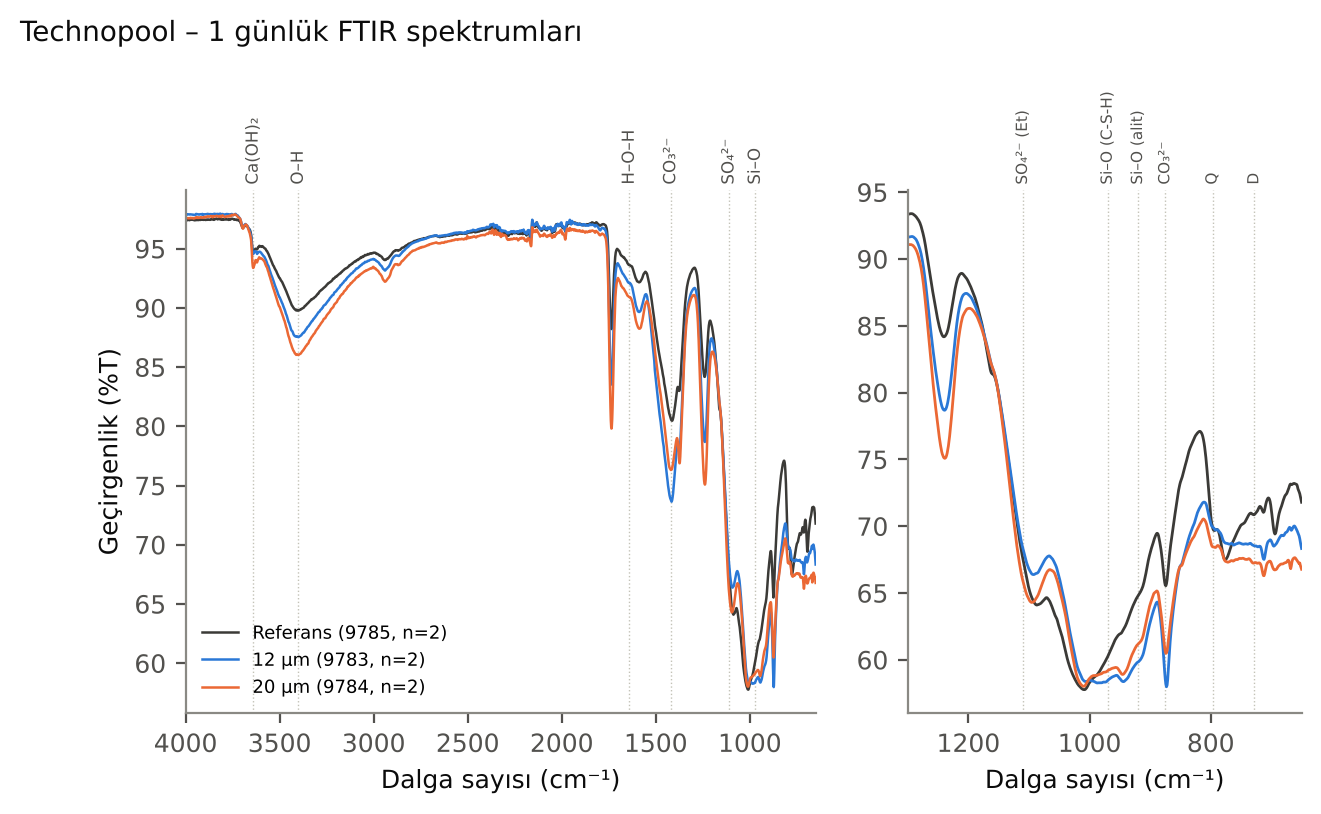 Technopool – 1 günlük FTIR spektrumları
Ca(OH)₂
O–H
H–O–H
CO₃²⁻
SO₄²⁻
Si–O
SO₄²⁻ (Et)
Si–O (C-S-H)
Si–O (alit)
CO₃²⁻
Q
D
Geçirgenlik (%T)
95
90
85
80
75
70
65
60
Referans (9785, n=2)
12 µm (9783, n=2)
20 µm (9784, n=2)
4000 3500 3000 2500 2000 1500 1000
Dalga sayısı (cm⁻¹)
95
90
85
80
75
70
65
60
1200 1000 800
Dalga sayısı (cm⁻¹)